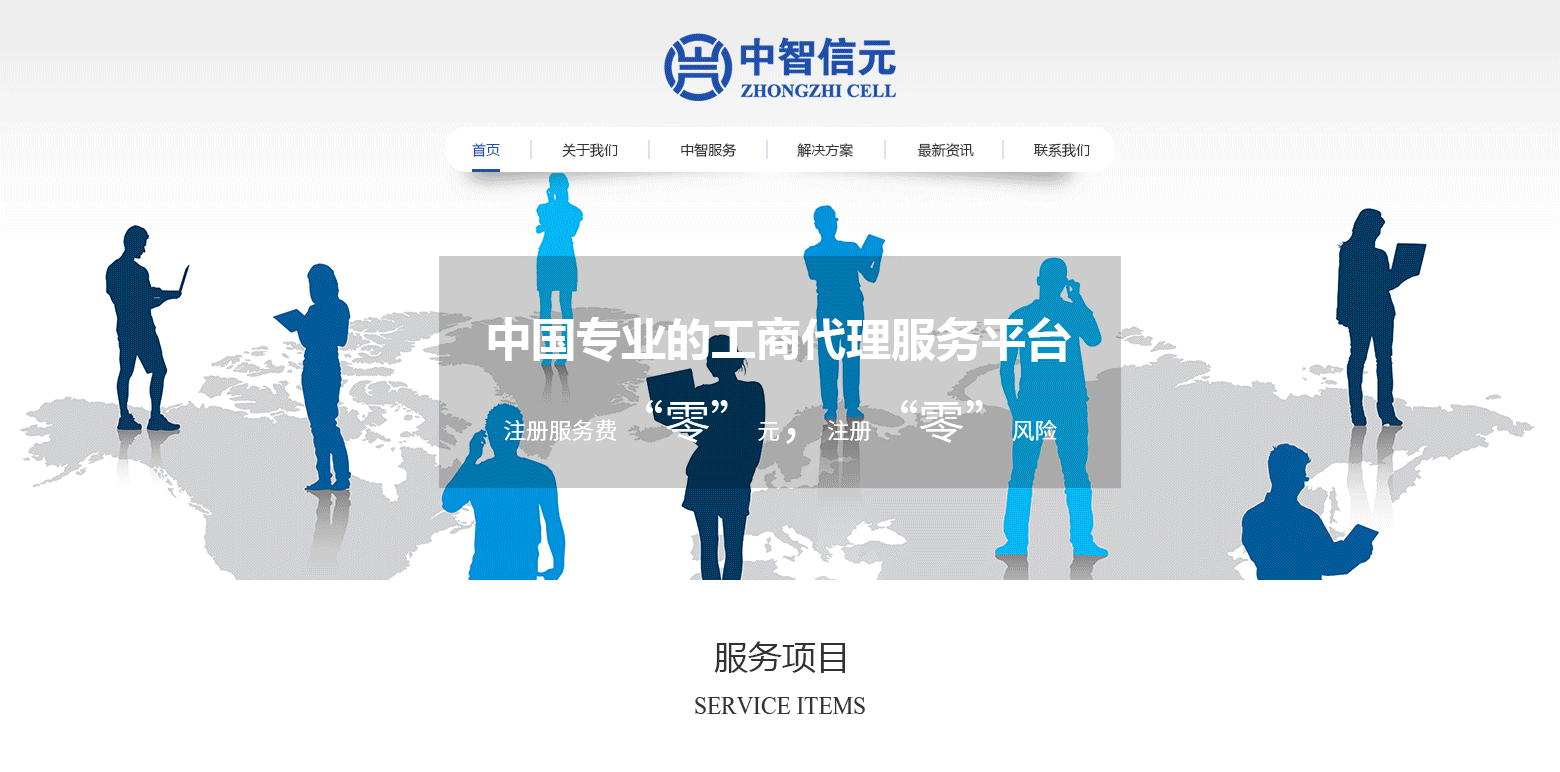 中智信元
ZHONGZHI CELL
首页 关于我们 中智服务 解决方案 最新资讯 联系我们
中国专业的工商代理服务平台
注册服务费“零”元，注册“零”风险
服务项目
SERVICE ITEMS